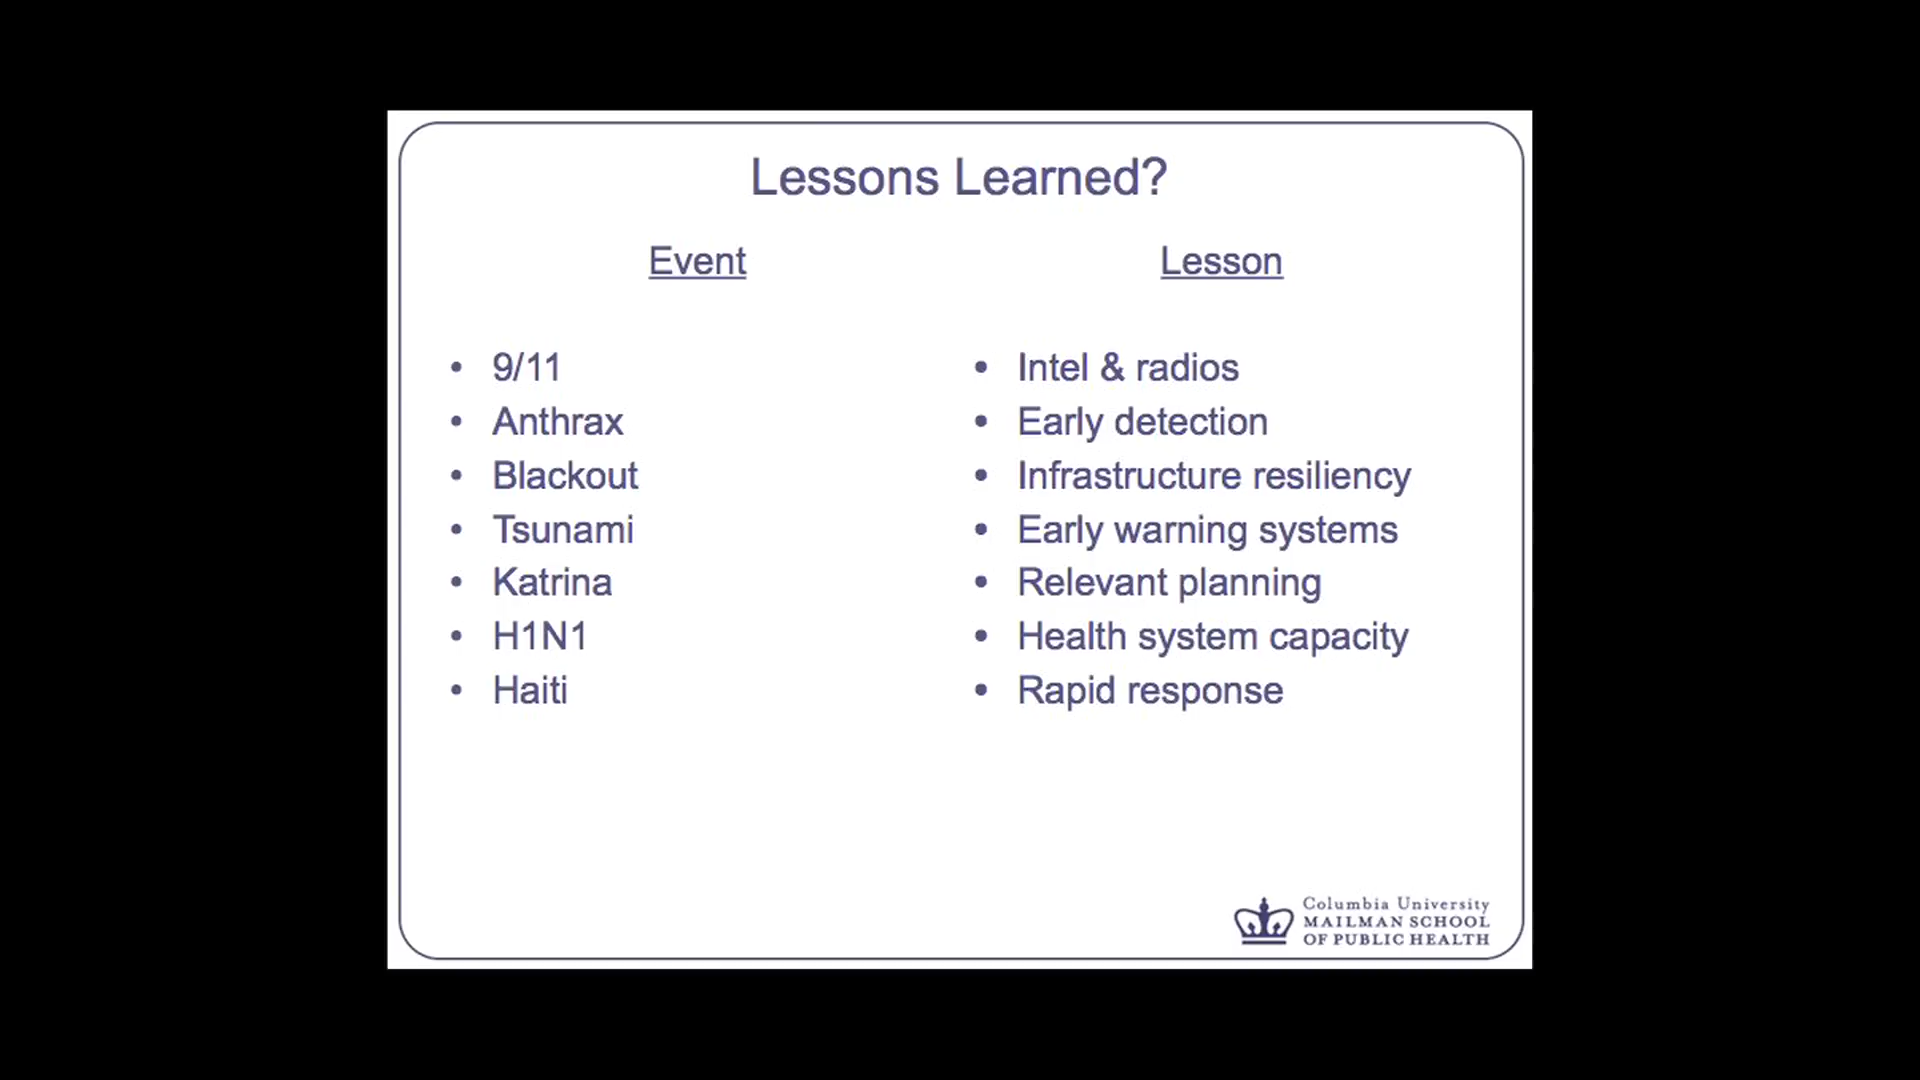 Lessons Learned?
Event
Lesson
• 9/11
• Anthrax
• Blackout
• Tsunami
• Katrina
• H1N1
• Haiti
• Intel & radios
• Early detection
• Infrastructure resiliency
• Early warning systems
• Relevant planning
• Health system capacity
• Rapid response
Columbia University
MAILMAN SCHOOL
OF PUBLIC HEALTH